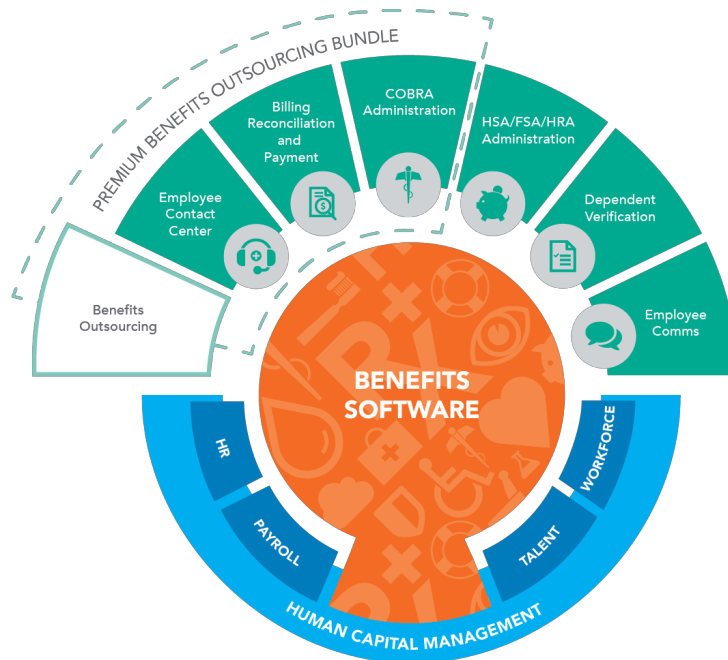 PREMIUM BENEFITS OUTSOURCING BUNDLE
Benefits
Outsourcing
Employee
Contact
Center
Billing
Reconciliation
and
Payment
COBRA
Administration
HSA/FSA/HRA
Administration
Dependent
Verification
Employee
Comms
BENEFITS
SOFTWARE
HR
PAYROLL
TALENT
WORKFORCE
HUMAN CAPITAL MANAGEMENT